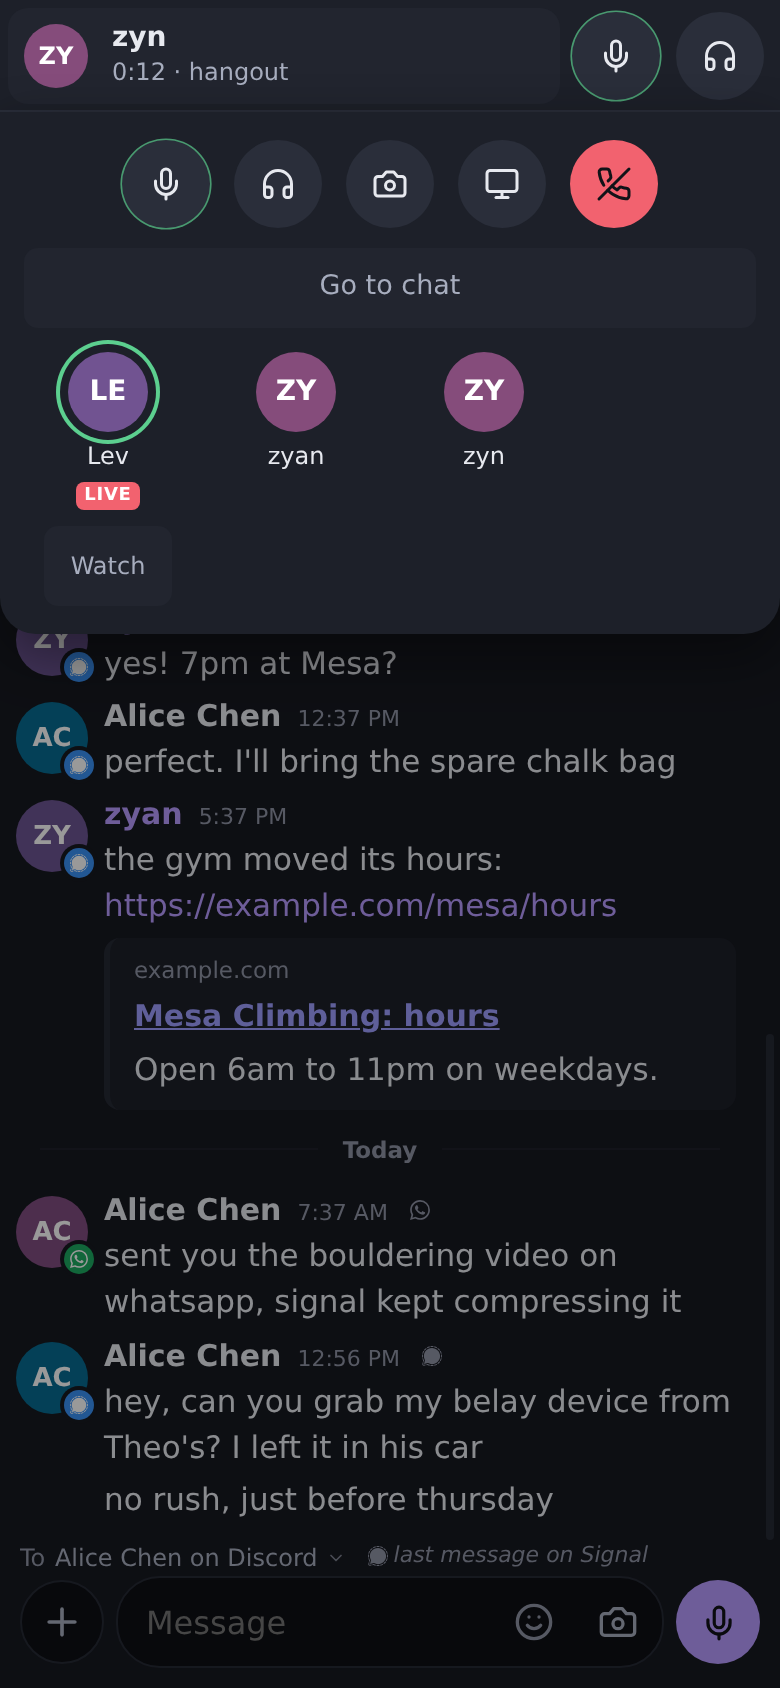 ZY
zyn
0:12 · hangout
Go to chat
LE
ZY
ZY
Lev
zyan
zyn
LIVE
Watch
ZY
yes! 7pm at Mesa?
AC
Alice Chen 12:37 PM
perfect. I'll bring the spare chalk bag
ZY
zyan 5:37 PM
the gym moved its hours:
https://example.com/mesa/hours
example.com
Mesa Climbing: hours
Open 6am to 11pm on weekdays.
Today
AC
Alice Chen 7:37 AM
sent you the bouldering video on
whatsapp, signal kept compressing it
AC
Alice Chen 12:56 PM
hey, can you grab my belay device from
Theo's? I left it in his car
no rush, just before thursday
To Alice Chen on Discord last message on Signal
Message